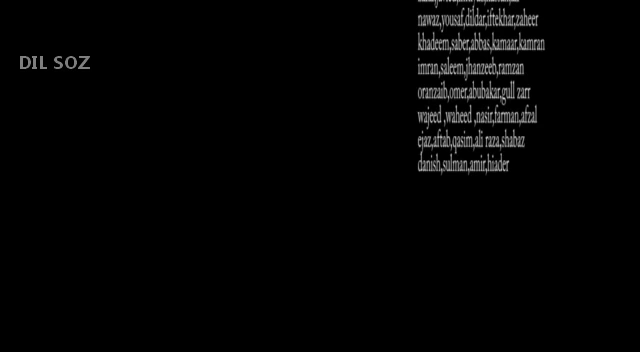 nawaz,yousaf,dildar,iftekhar,zaheer
khadeem,saber,abbas,kamaar,kamran
DIL SOZ
imran,saleem,jhanzeeb,ramzan
oranzaib,omer,abubakar,gull zarr
wajeed ,waheed ,nasir,farman,afzal
ejaz,aftab,qasim,ali raza,shabaz
danish,sulman,amir,hiader